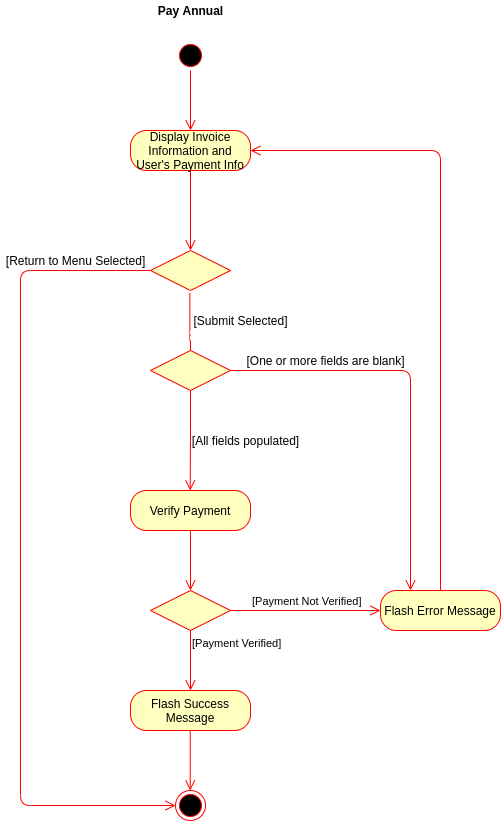 Pay Annual
Display Invoice
Information and
User's Payment Info
[Return to Menu Selected]
[Submit Selected]
[One or more fields are blank]
[All fields populated]
Verify Payment
[Payment Not Verified]
Flash Error Message
[Payment Verified]
Flash Success
Message